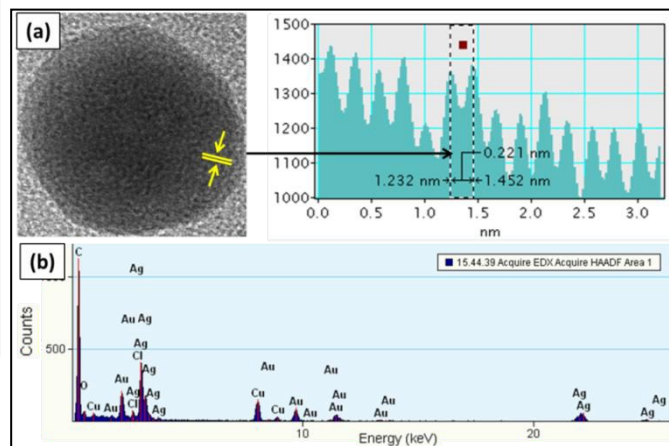 (a)
1500
1400
1300
1200
1100
1000
0.221 nm
1.232 nm
1.452 nm
0.0 0.5 1.0 1.5 2.0 2.5 3.0
nm
(b)
15.44.39 Acquire EDX Acquire HAADF Area 1
Counts
500
C
Ag
Au Ag
Ag
Cl
Au Ag
O
Cu Au
Ag
Cl Ag
Ag
Au
Cu
Cu
Au
Au
Au
Au
Au
Au
Au
Ag
Ag
Ag
Ag
10 20
Energy (keV)